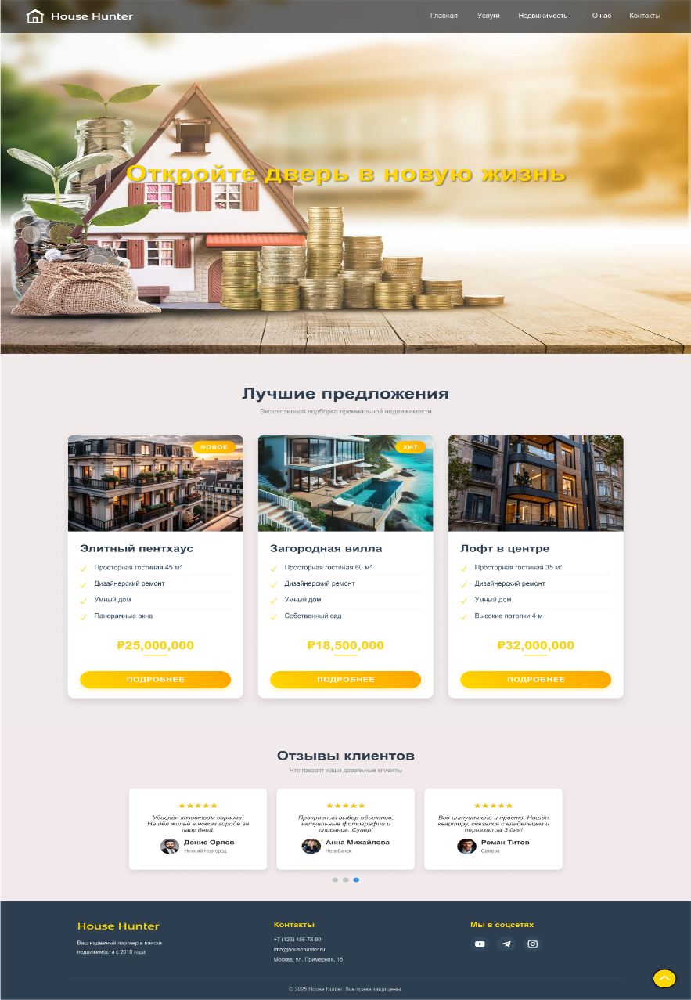 House Hunter
Главная Услуги Недвижимость О нас Контакты
Откройте дверь в новую жизнь
Лучшие предложения
Эксклюзивная подборка премиальной недвижимости
НОВОЕ
Элитный пентхаус
Просторная гостиная 45 м²
Дизайнерский ремонт
Умный дом
Панорамные окна
₽25,000,000
ПОДРОБНЕЕ
ХИТ
Загородная вилла
Просторная гостиная 60 м²
Дизайнерский ремонт
Умный дом
Собственный сад
₽18,500,000
ПОДРОБНЕЕ
Лофт в центре
Просторная гостиная 35 м²
Дизайнерский ремонт
Умный дом
Высокие потолки 4 м
₽32,000,000
ПОДРОБНЕЕ
Отзывы клиентов
Что говорят наши довольные клиенты
Удивлён качеством сервиса!
Нашёл жильё в новом городе за
пару дней.
Денис Орлов
Нижний Новгород
Прекрасный выбор объектов,
актуальные фотографии и
описание. Супер!
Анна Михайлова
Челябинск
Всё интуитивно и просто. Нашёл
квартиру, связался с владельцем и
переехал за 3 дня!
Роман Титов
Самара
House Hunter
Ваш надежный партнер в поиске
недвижимости с 2010 года
Контакты
+7 (123) 456-78-90
info@househunter.ru
Москва, ул. Примерная, 15
Мы в соцсетях
© 2025 House Hunter. Все права защищены